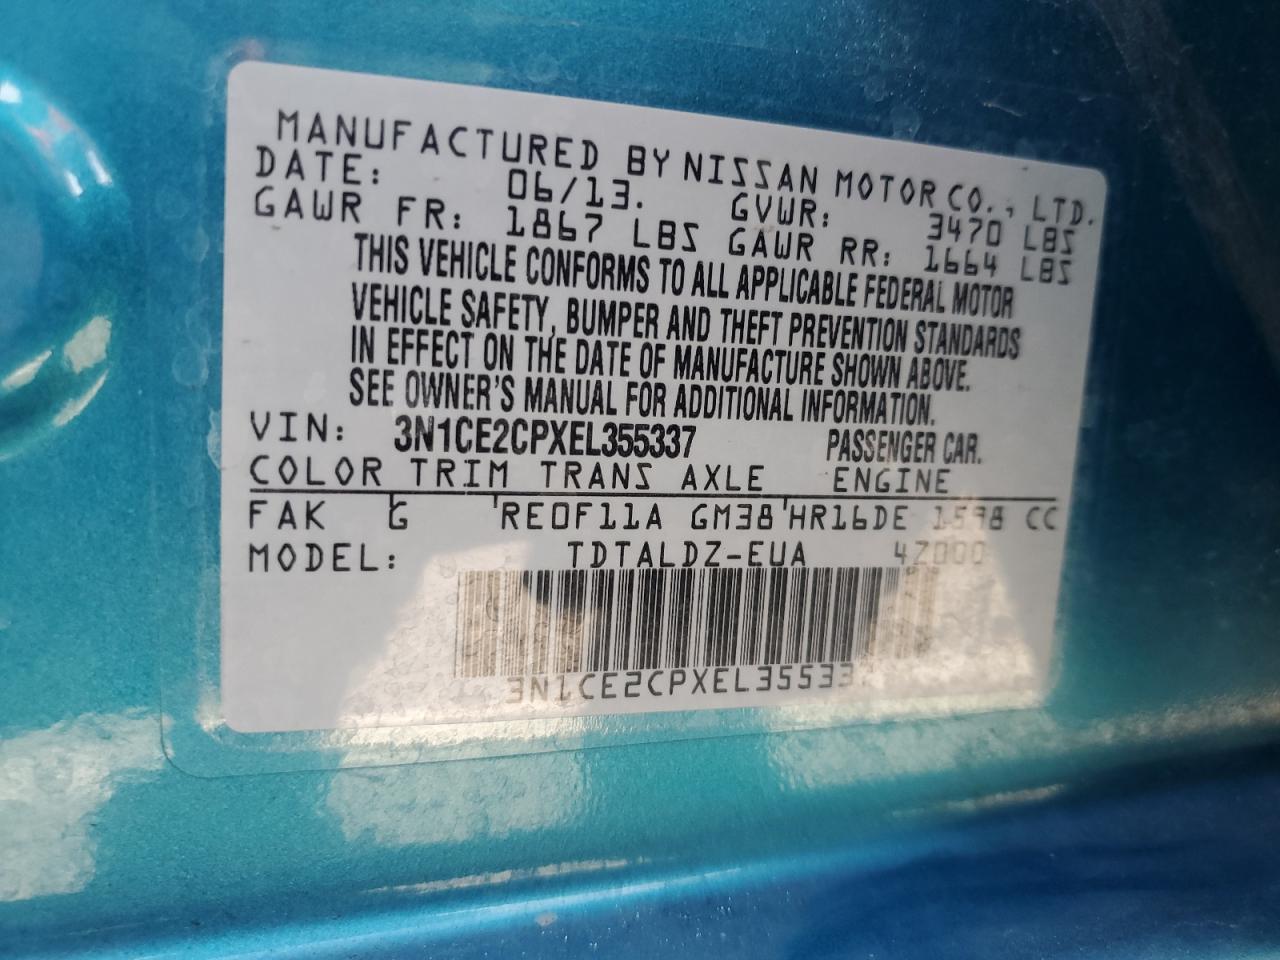 MANUFACTURED BY NISSAN MOTOR CO., LTD.
DATE: 06/13. GVWR: 3470 LBS
GAWR FR: 1867 LBS GAWR RR: 1664 LBS
THIS VEHICLE CONFORMS TO ALL APPLICABLE FEDERAL MOTOR
VEHICLE SAFETY, BUMPER AND THEFT PREVENTION STANDARDS
IN EFFECT ON THE DATE OF MANUFACTURE SHOWN ABOVE.
SEE OWNER'S MANUAL FOR ADDITIONAL INFORMATION.
VIN: 3N1CE2CPXEL355337 PASSENGER CAR.
COLOR TRIM TRANS AXLE ENGINE
FAK G RE0F11A GM38 HR16DE 1598 CC
MODEL: TDTALDZ-EUA 4Z000
3N1CE2CPXEL355337